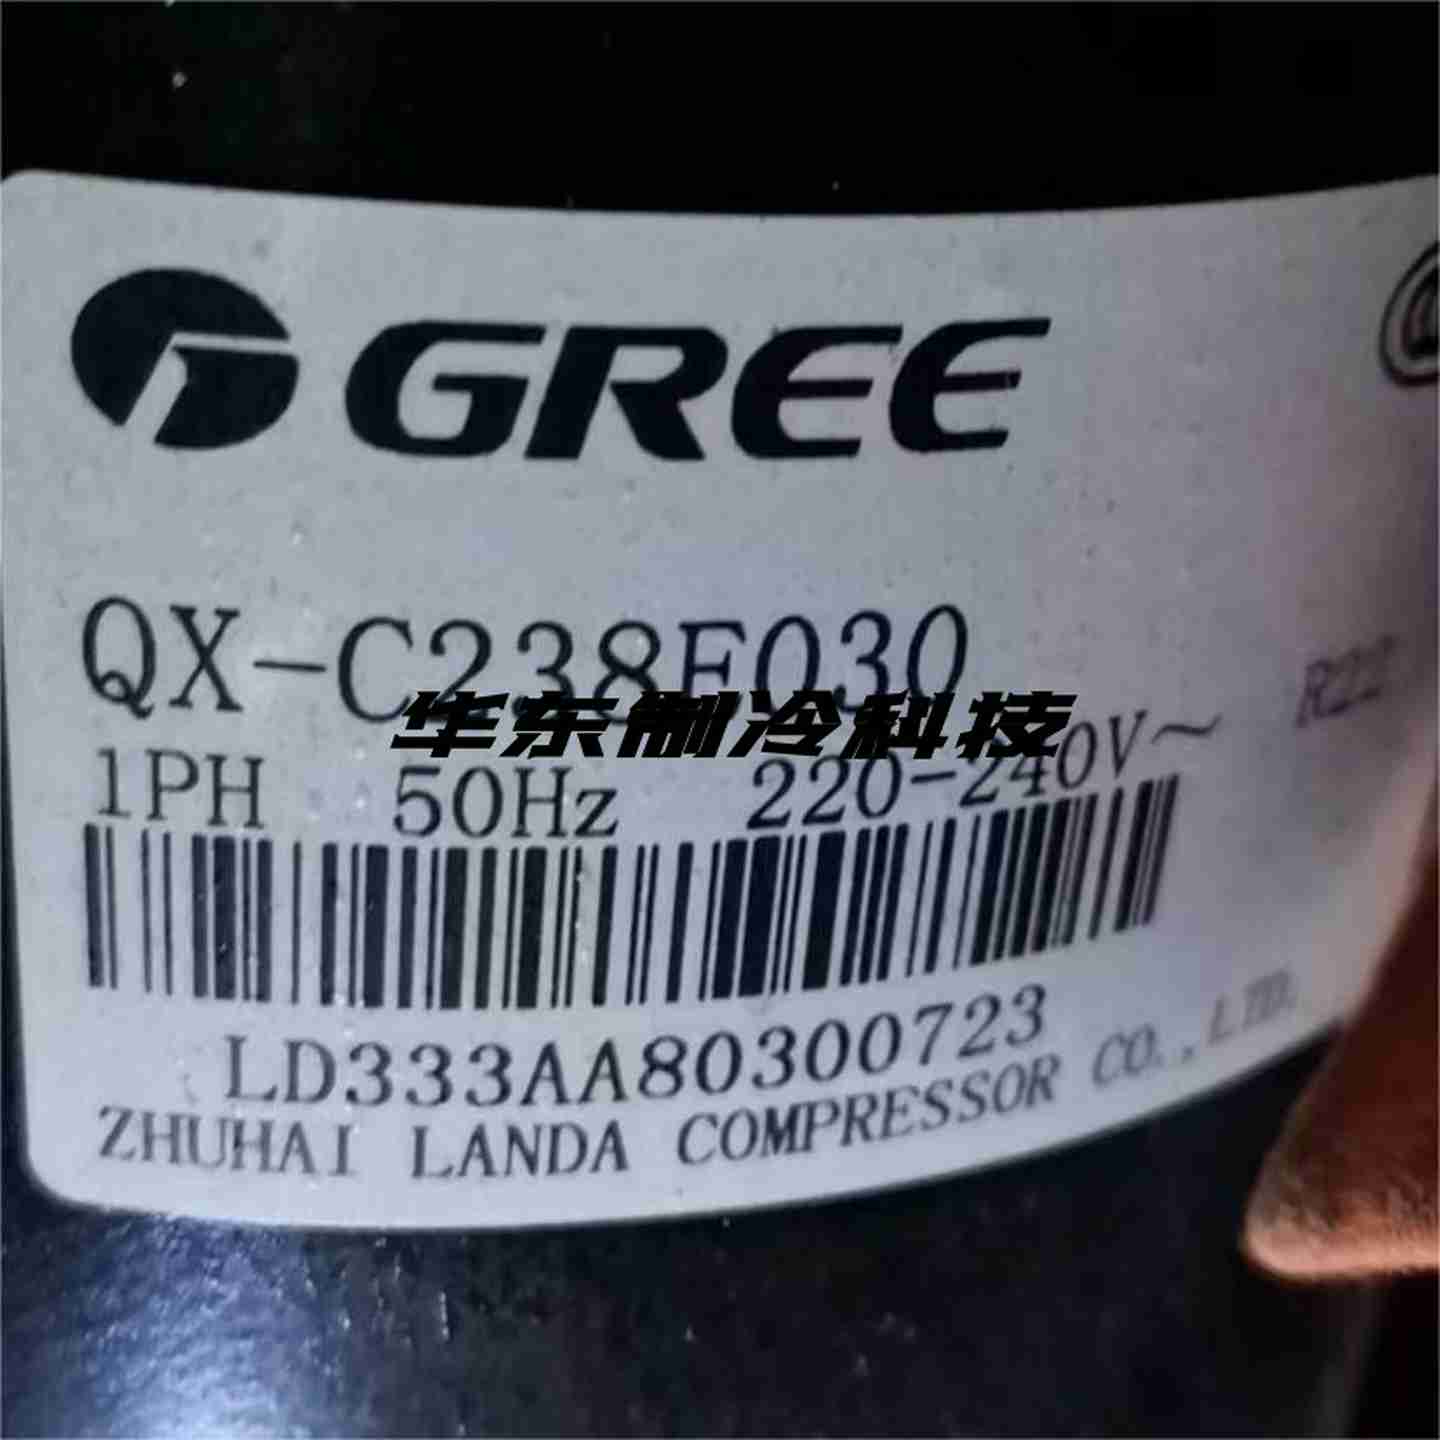 GREE
QX-C238E030
华东制冷科技
1PH 50Hz 220-240V~ R22
LD333AA80300723
ZHUHAI LANDA COMPRESSOR CO.,LTD.